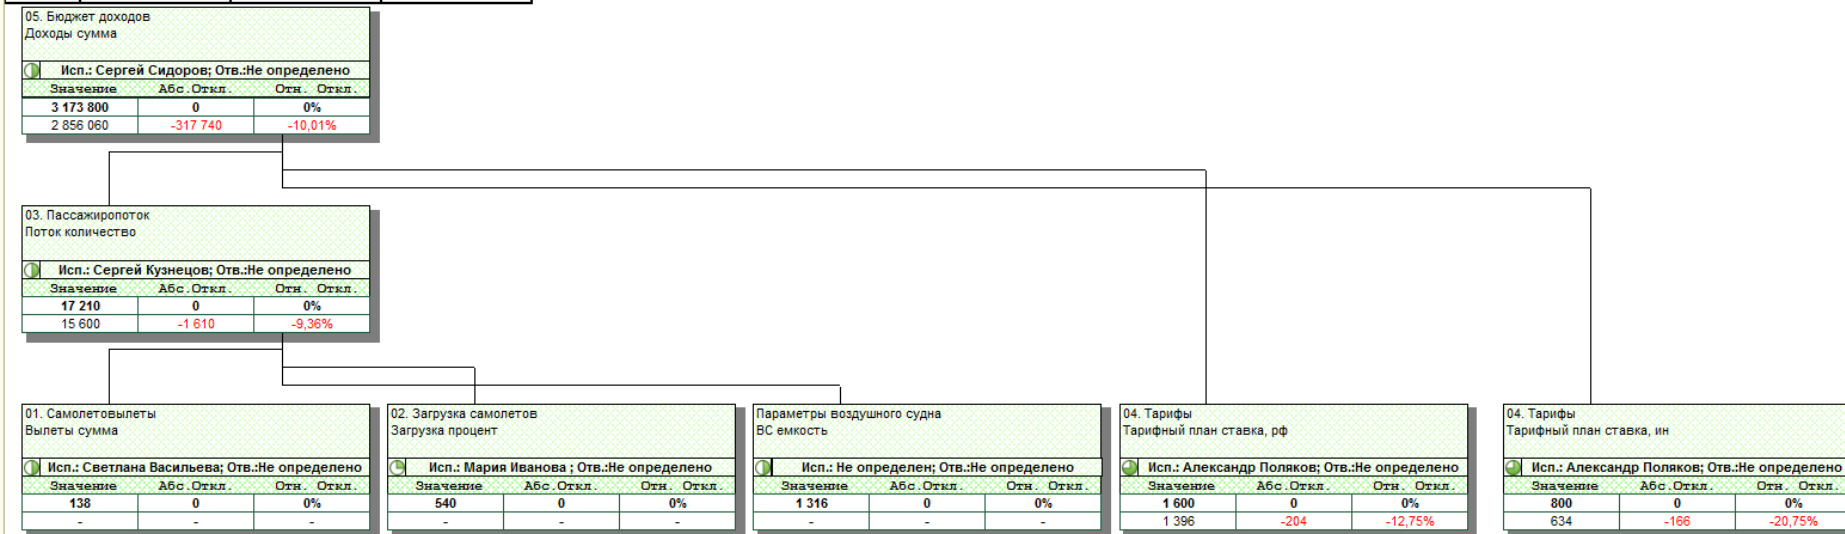 05. Бюджет доходов
Доходы сумма
Исп.: Сергей Сидоров; Отв.:Не определено
Значение Абс.Откл. Отн. Откл.
3 173 800 0 0%
2 856 060 -317 740 -10,01%
03. Пассажиропоток
Поток количество
Исп.: Сергей Кузнецов; Отв.:Не определено
Значение Абс.Откл. Отн. Откл.
17 210 0 0%
15 600 -1 610 -9,36%
01. Самолетовылеты
Вылеты сумма
Исп.: Светлана Васильева; Отв.:Не определено
Значение Абс.Откл. Отн. Откл.
138 0 0%
- - -
02. Загрузка самолетов
Загрузка процент
Исп.: Мария Иванова ; Отв.:Не определено
Значение Абс.Откл. Отн. Откл.
540 0 0%
- - -
Параметры воздушного судна
ВС емкость
Исп.: Не определен; Отв.:Не определено
Значение Абс.Откл. Отн. Откл.
1 316 0 0%
- - -
04. Тарифы
Тарифный план ставка, рф
Исп.: Александр Поляков; Отв.:Не определено
Значение Абс.Откл. Отн. Откл.
1 600 0 0%
1 396 -204 -12,75%
04. Тарифы
Тарифный план ставка, ин
Исп.: Александр Поляков; Отв.:Не определено
Значение Абс.Откл. Отн. Откл.
800 0 0%
634 -166 -20,75%